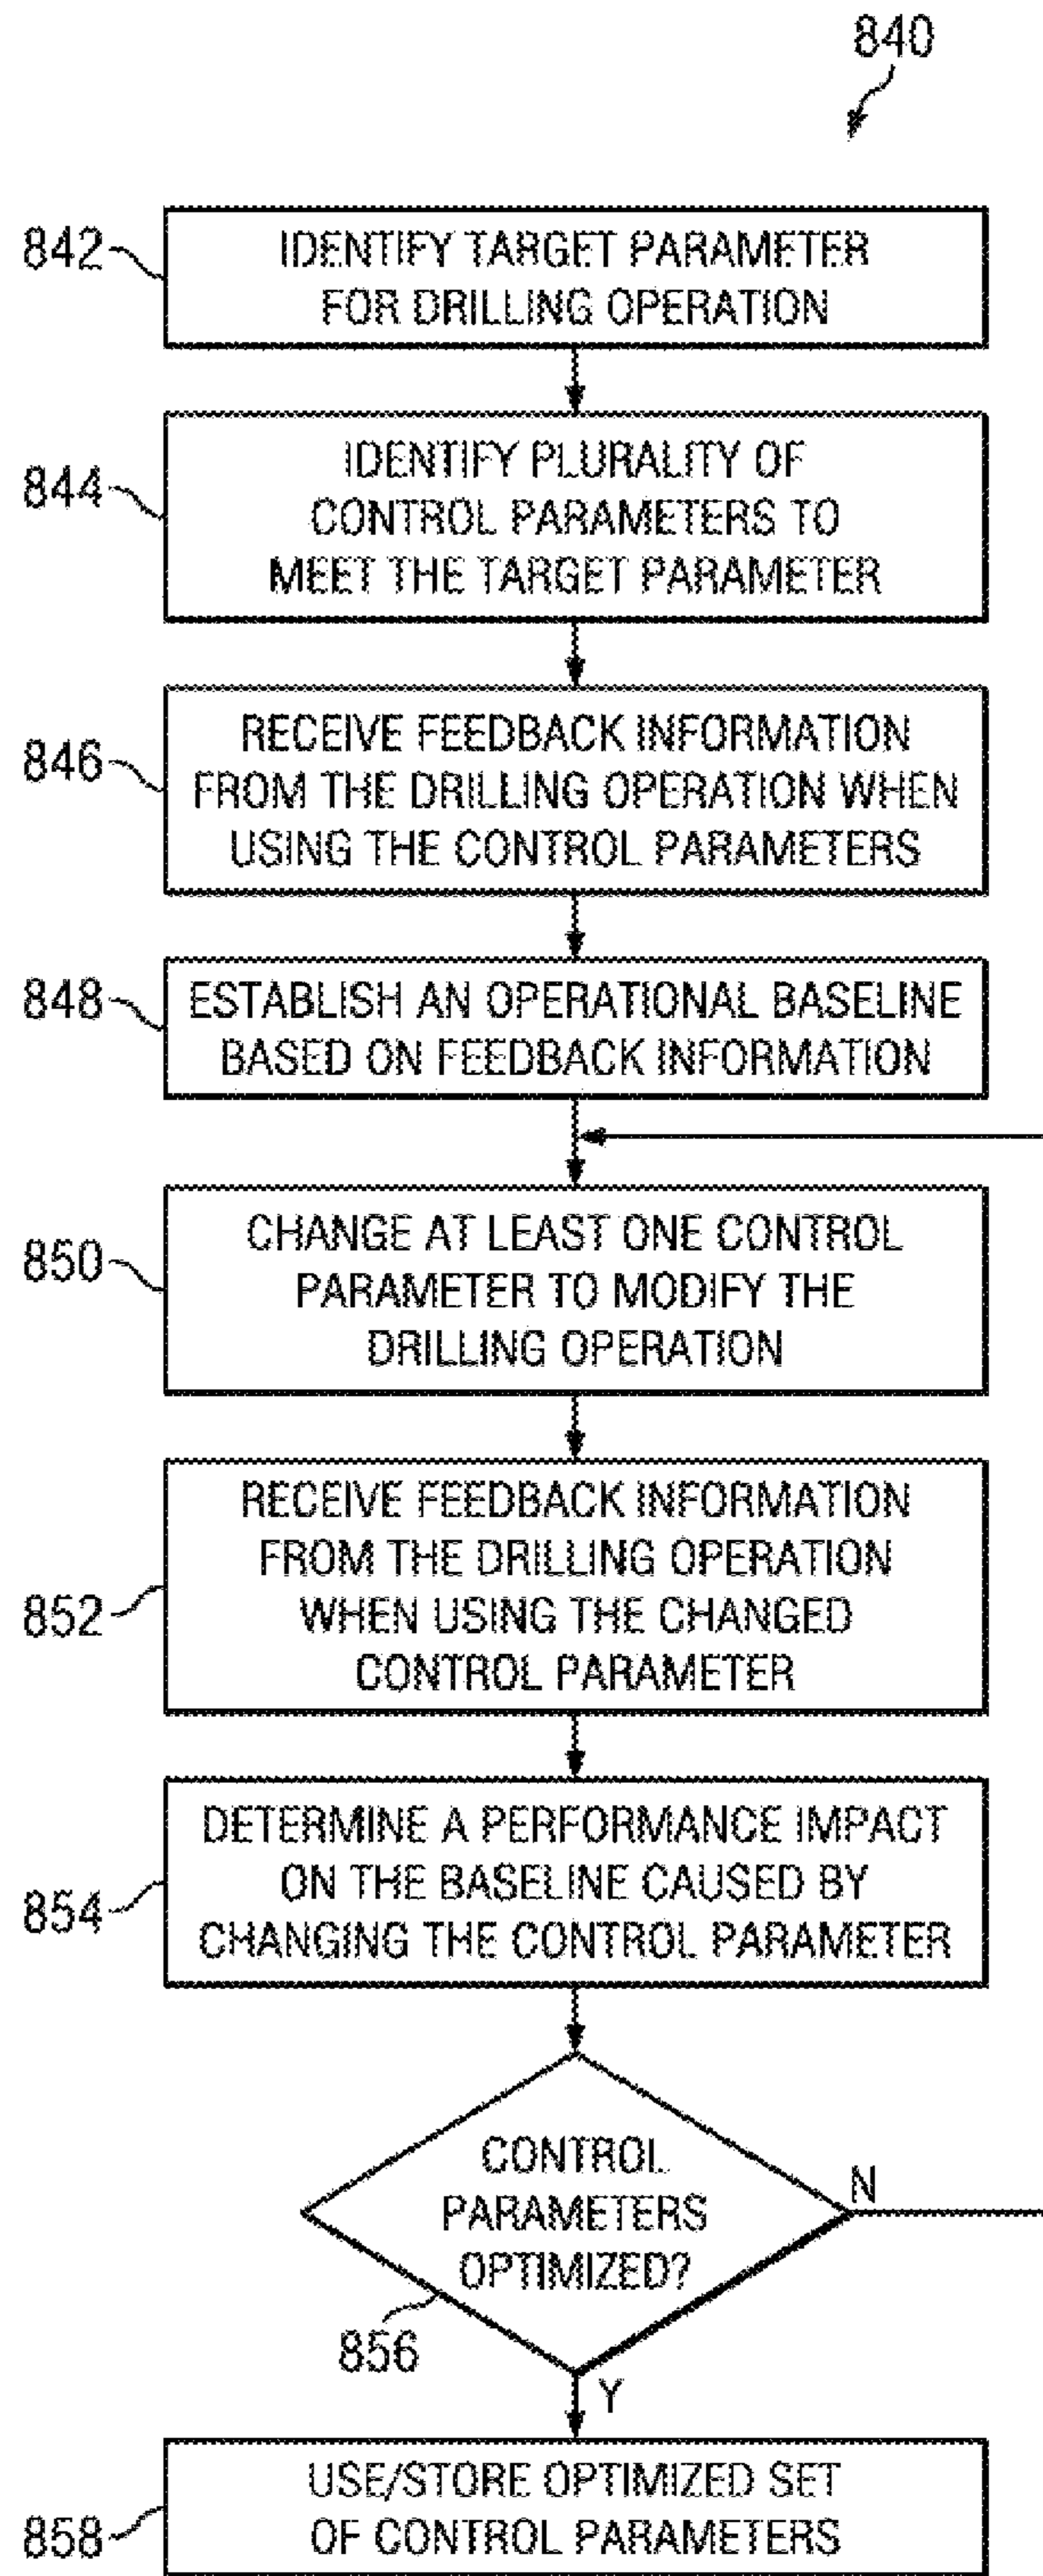 840
842
IDENTIFY TARGET PARAMETER
FOR DRILLING OPERATION
844
IDENTIFY PLURALITY OF
CONTROL PARAMETERS TO
MEET THE TARGET PARAMETER
846
RECEIVE FEEDBACK INFORMATION
FROM THE DRILLING OPERATION WHEN
USING THE CONTROL PARAMETERS
848
ESTABLISH AN OPERATIONAL BASELINE
BASED ON FEEDBACK INFORMATION
850
CHANGE AT LEAST ONE CONTROL
PARAMETER TO MODIFY THE
DRILLING OPERATION
852
RECEIVE FEEDBACK INFORMATION
FROM THE DRILLING OPERATION
WHEN USING THE CHANGED
CONTROL PARAMETER
854
DETERMINE A PERFORMANCE IMPACT
ON THE BASELINE CAUSED BY
CHANGING THE CONTROL PARAMETER
CONTROL
PARAMETERS
OPTIMIZED?
N
856
Y
858
USE/STORE OPTIMIZED SET
OF CONTROL PARAMETERS